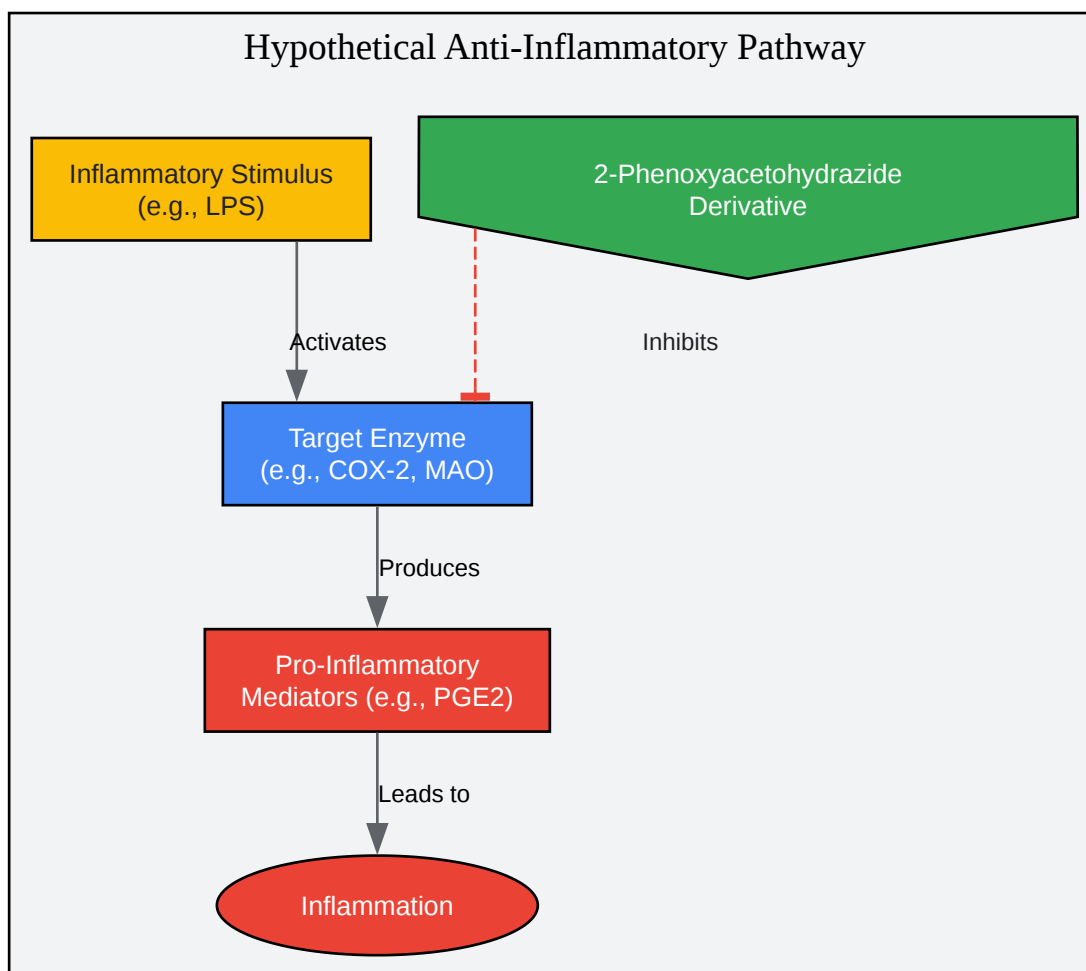 Hypothetical Anti-Inflammatory Pathway
Inflammatory Stimulus
(e.g., LPS)
2-Phenoxyacetohydrazide
Derivative
Activates
Inhibits
Target Enzyme
(e.g., COX-2, MAO)
Produces
Pro-Inflammatory
Mediators (e.g., PGE2)
Leads to
Inflammation